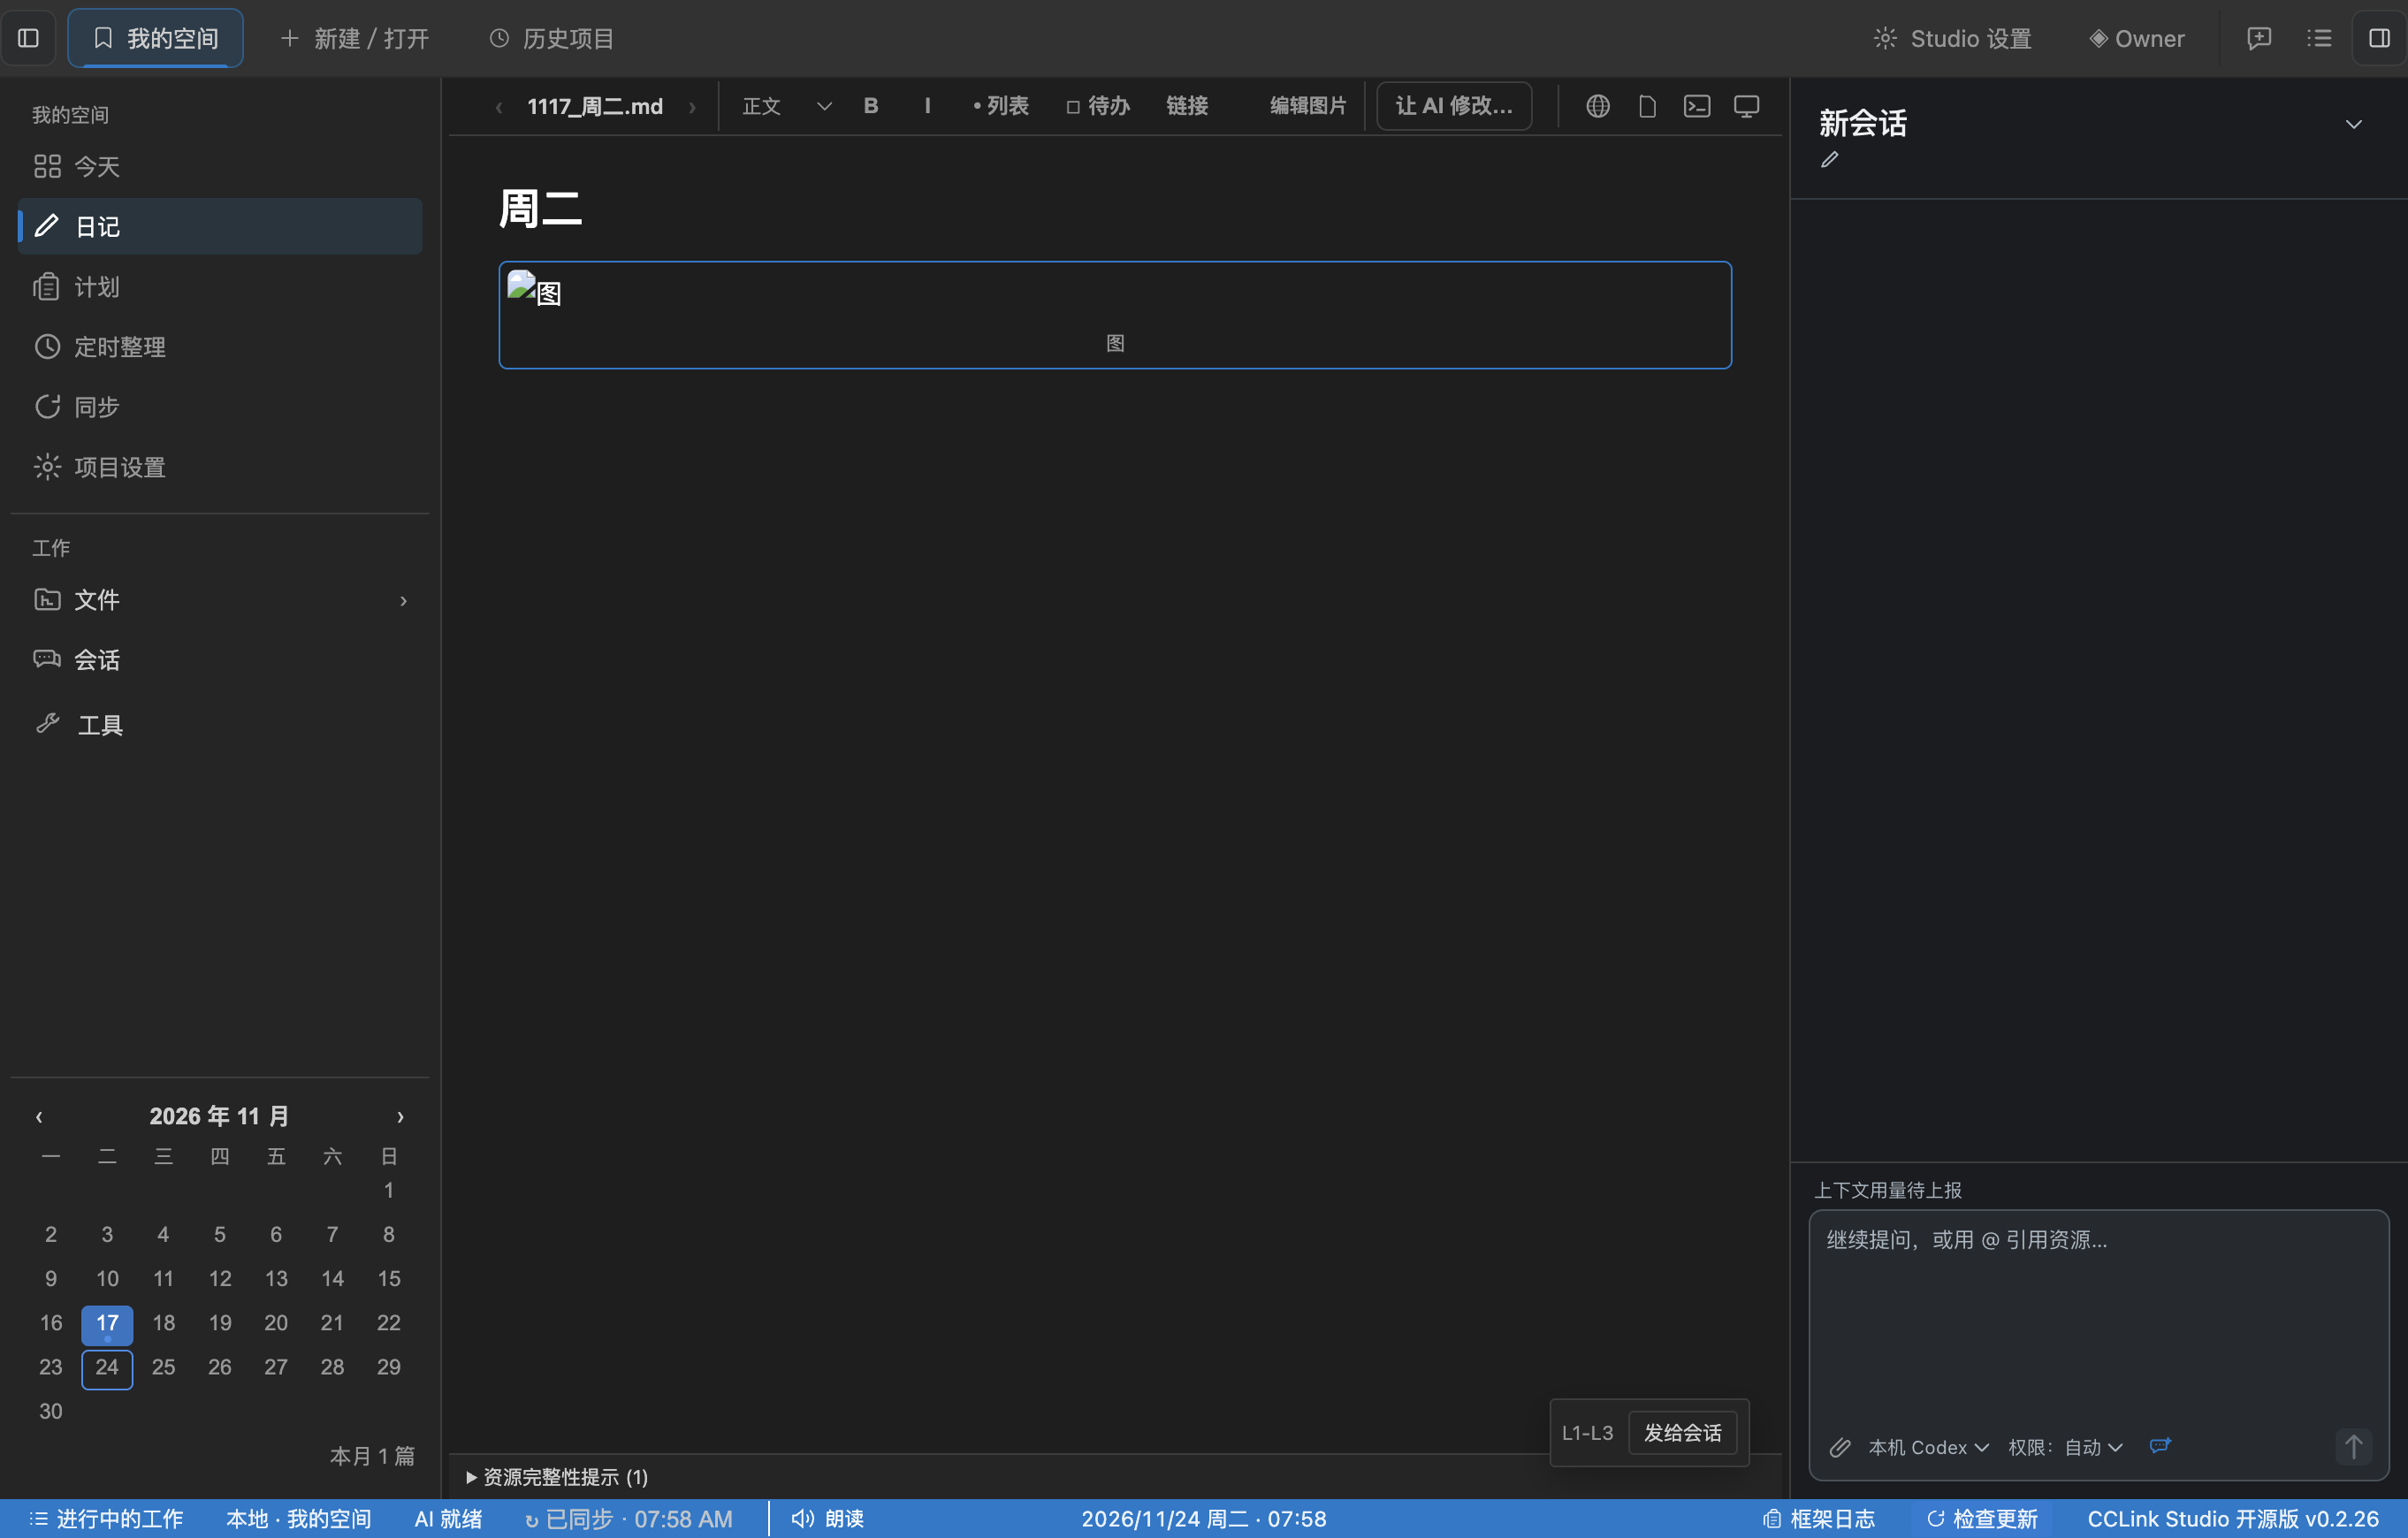 我的空间
新建 / 打开
历史项目
Studio 设置
Owner
我的空间
今天
日记
计划
定时整理
同步
项目设置
工作
文件
会话
工具
‹ 2026 年 11 月 ›
一 二 三 四 五 六 日
1
2 3 4 5 6 7 8
9 10 11 12 13 14 15
16 17 18 19 20 21 22
23 24 25 26 27 28 29
30
本月 1 篇
‹ 1117_周二.md › 正文 B I • 列表 □ 待办 链接 编辑图片 让 AI 修改...
周二
图
图
L1-L3 发给会话
▶ 资源完整性提示 (1)
新会话
上下文用量待上报
继续提问，或用 @ 引用资源...
本机 Codex 权限：自动
进行中的工作 本地 · 我的空间 AI 就绪 ↻ 已同步 · 07:58 AM 朗读 2026/11/24 周二 · 07:58 框架日志 检查更新 CCLink Studio 开源版 v0.2.26